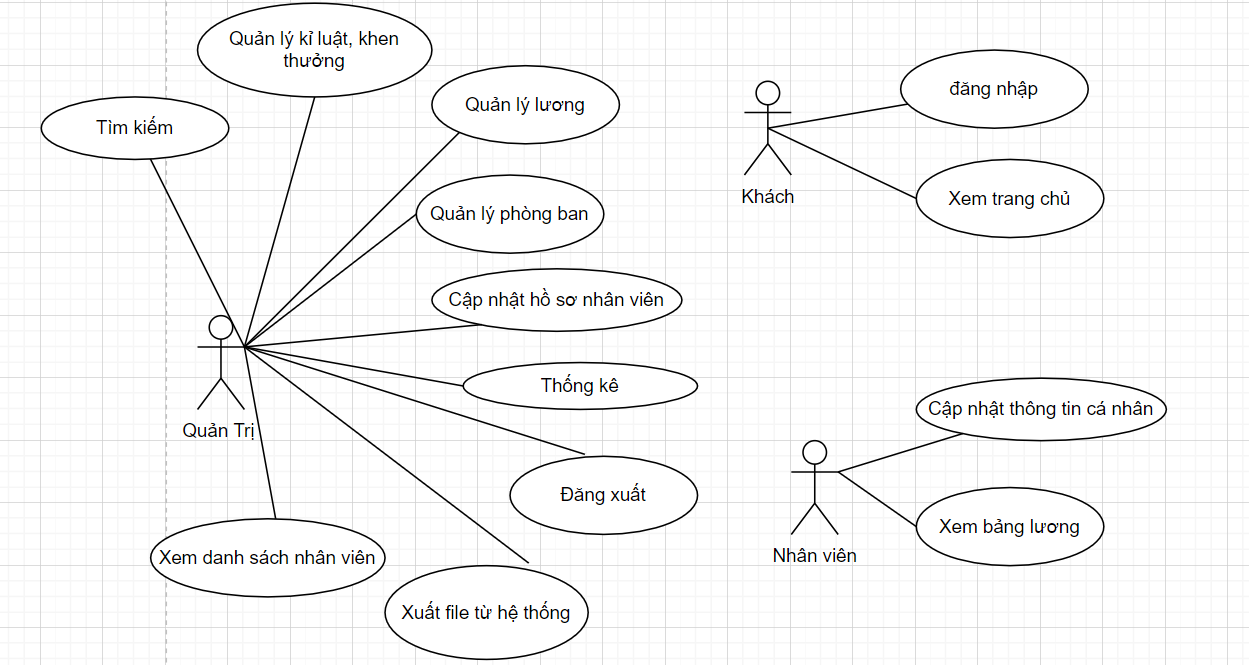 Quản lý kỉ luật, khen
thưởng
Tìm kiếm
Quản lý lương
Quản lý phòng ban
Cập nhật hồ sơ nhân viên
Thống kê
Quản Trị
Đăng xuất
Xem danh sách nhân viên
Xuất file từ hệ thống
đăng nhập
Khách
Xem trang chủ
Cập nhật thông tin cá nhân
Xem bảng lương
Nhân viên